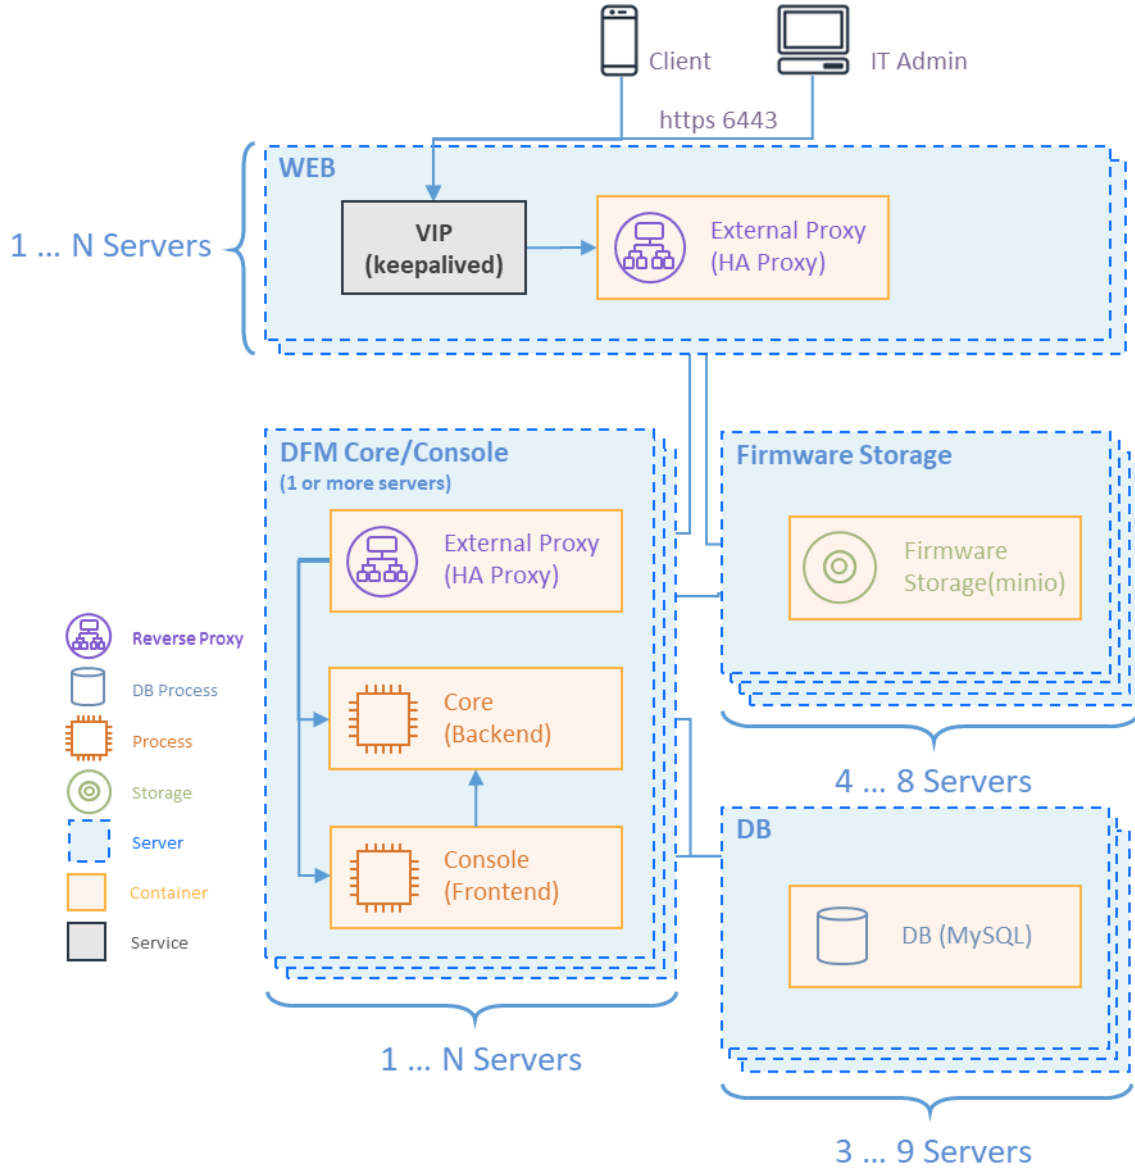 Client
IT Admin
https 6443
WEB
1 ... N Servers
VIP
(keepalived)
External Proxy
(HA Proxy)
DFM Core/Console
(1 or more servers)
External Proxy
(HA Proxy)
Core
(Backend)
Console
(Frontend)
1 ... N Servers
Firmware Storage
Firmware
Storage(minio)
4 ... 8 Servers
DB
DB (MySQL)
3 ... 9 Servers
Reverse Proxy
DB Process
Process
Storage
Server
Container
Service